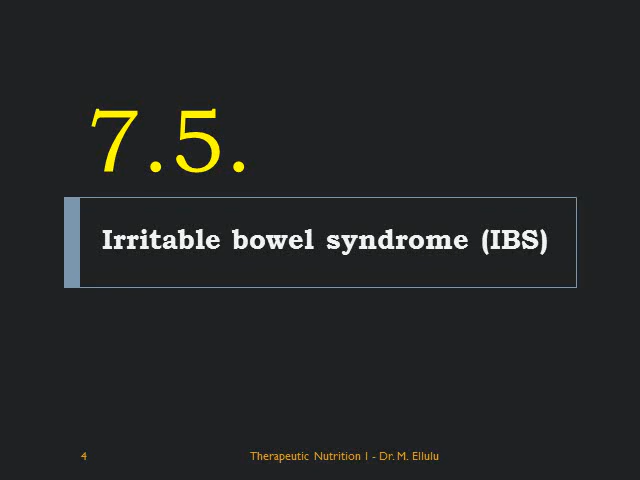 7.5.
Irritable bowel syndrome (IBS)
4 Therapeutic Nutrition I - Dr. M. Ellulu